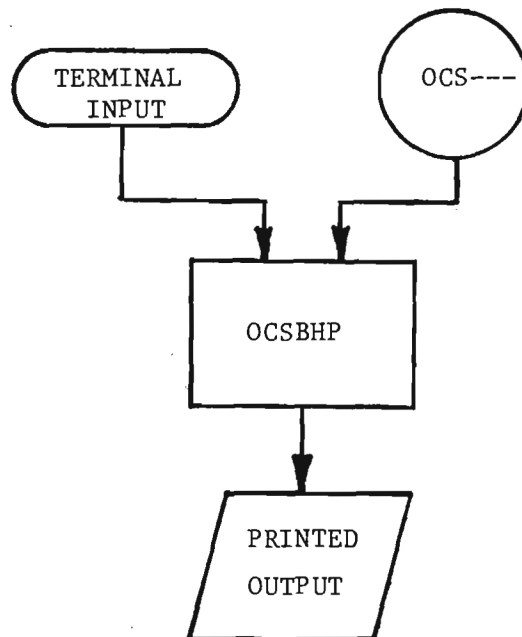 TERMINAL
INPUT
OCS---
OCSBHP
PRINTED
OUTPUT